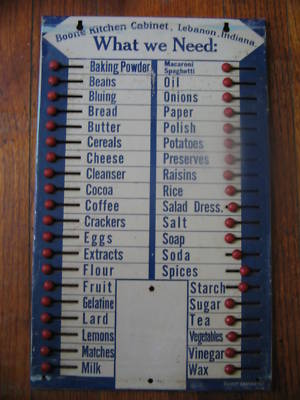 Boone Kitchen Cabinet, Lebanon, Indiana
What we Need:
Baking Powder
Beans
Bluing
Bread
Butter
Cereals
Cheese
Cleanser
Cocoa
Coffee
Crackers
Eggs
Extracts
Flour
Fruit
Gelatine
Lard
Lemons
Matches
Milk
Macaroni
Spaghetti
Oil
Onions
Paper
Polish
Potatoes
Preserves
Raisins
Rice
Salad Dress.
Salt
Soap
Soda
Spices
Starch
Sugar
Tea
Vegetables
Vinegar
Wax